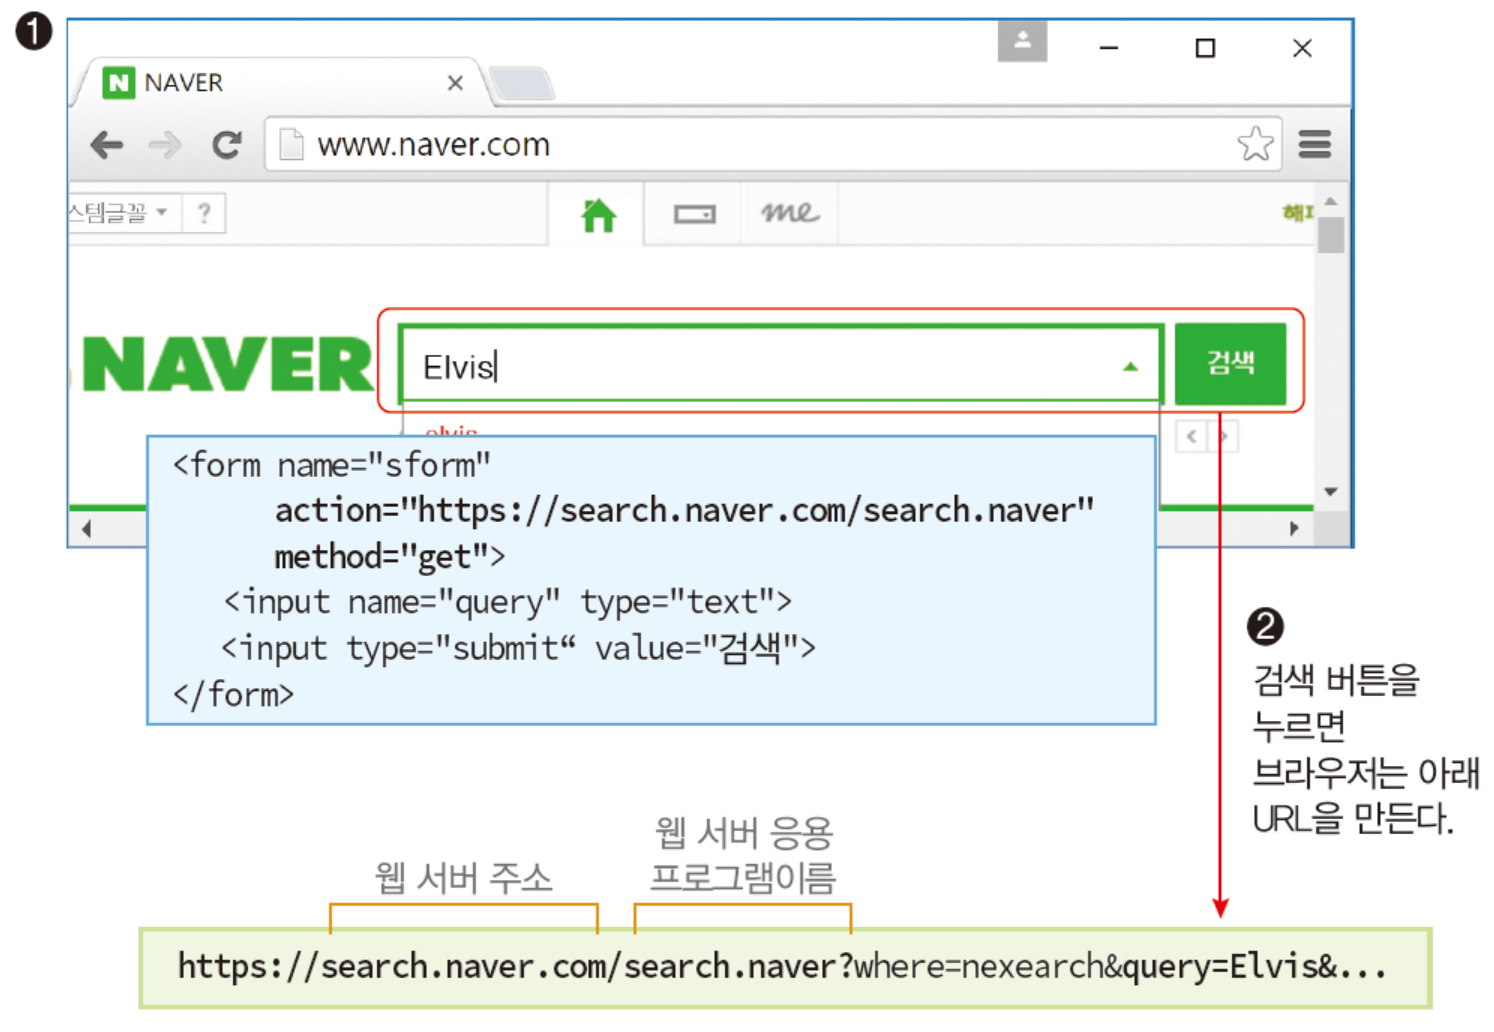 ❶
NAVER
www.naver.com
스템글꼴 ?
me
NAVER
Elvis
검색
elvis
<form name="sform"
action="https://search.naver.com/search.naver"
method="get">
<input name="query" type="text">
<input type="submit“ value="검색">
</form>
❷
검색 버튼을
누르면
브라우저는 아래
URL을 만든다.
웹 서버 주소
웹 서버 응용
프로그램이름
https://search.naver.com/search.naver?where=nexearch&query=Elvis&...